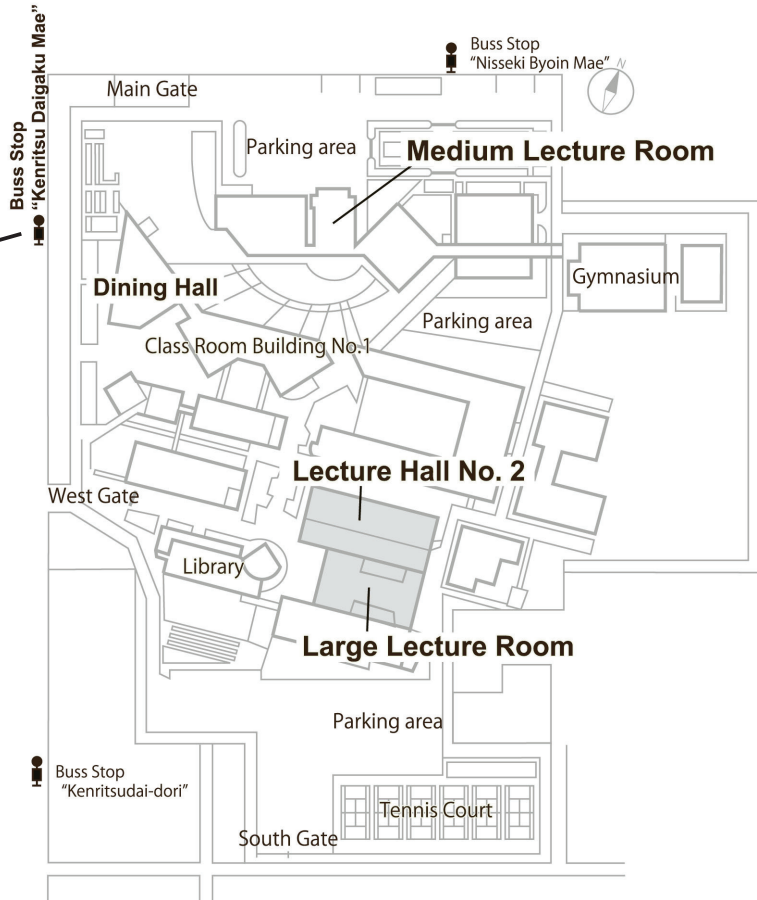 Buss Stop
“Nisseki Byoin Mae”
N
Main Gate
Buss Stop
“Kenritsu Daigaku Mae”
Parking area
Medium Lecture Room
Gymnasium
Dining Hall
Parking area
Class Room Building No.1
Lecture Hall No. 2
West Gate
Library
Large Lecture Room
Parking area
Buss Stop
“Kenritsudai-dori”
Tennis Court
South Gate